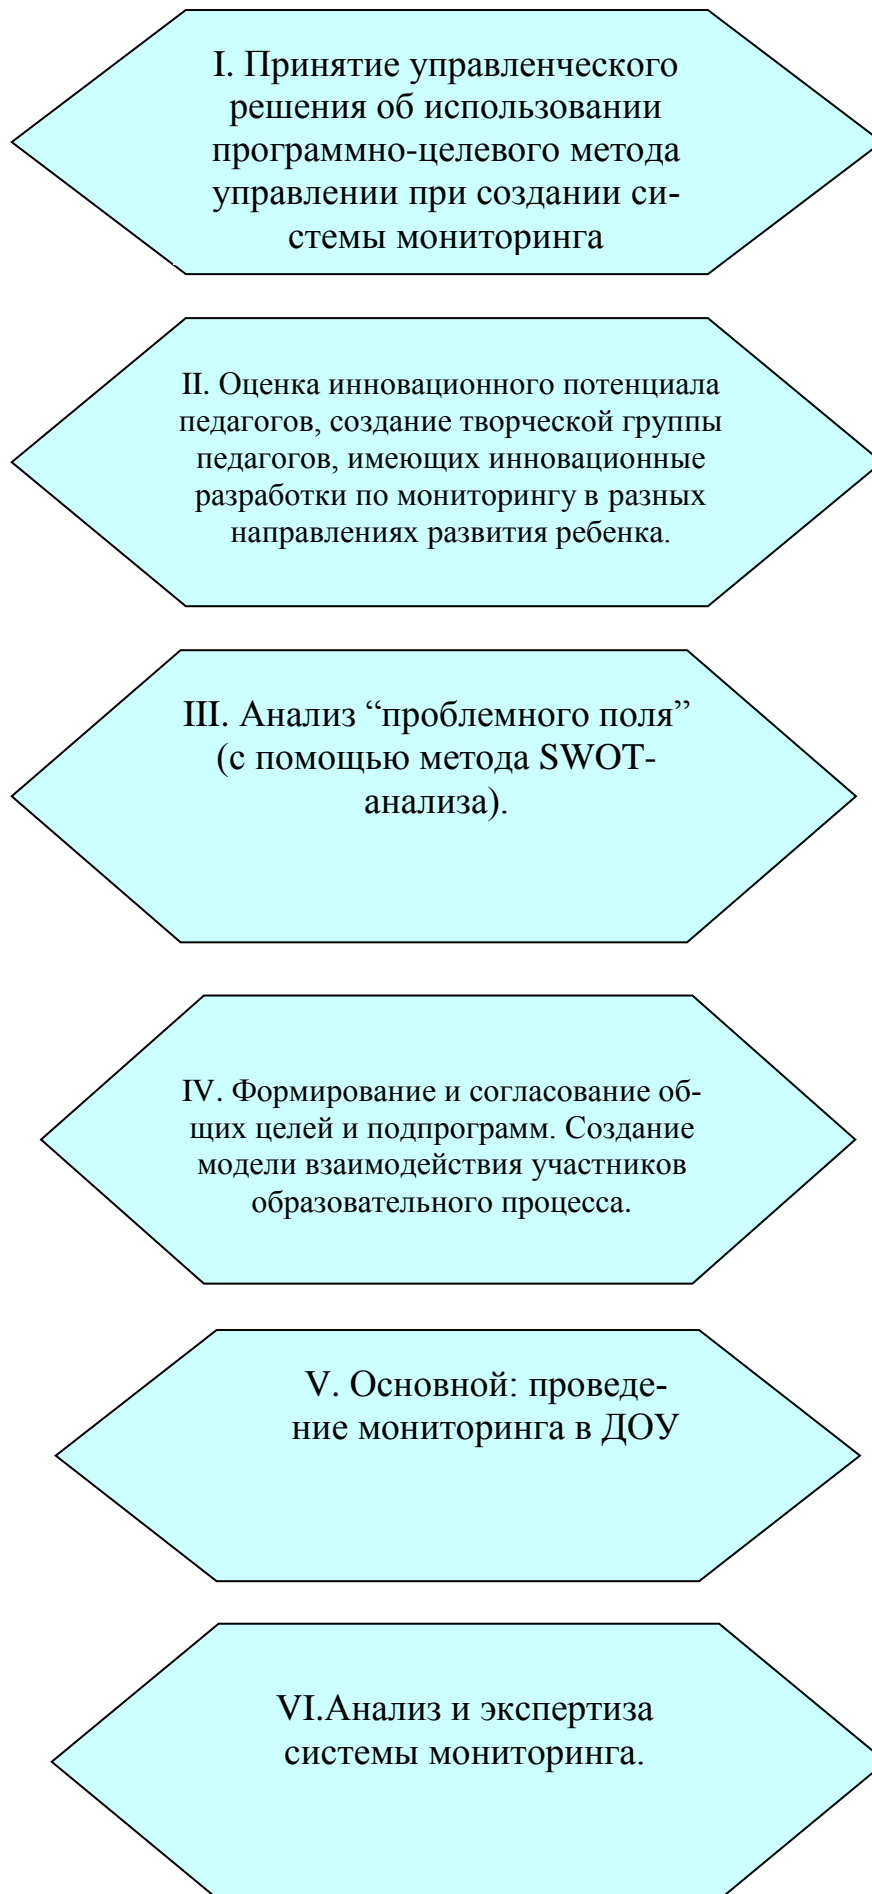 I. Принятие управленческого
решения об использовании
программно-целевого метода
управлении при создании си-
стемы мониторинга
II. Оценка инновационного потенциала
педагогов, создание творческой группы
педагогов, имеющих инновационные
разработки по мониторингу в разных
направлениях развития ребенка.
III. Анализ “проблемного поля”
(с помощью метода SWOT-
анализа).
IV. Формирование и согласование об-
щих целей и подпрограмм. Создание
модели взаимодействия участников
образовательного процесса.
V. Основной: проведе-
ние мониторинга в ДОУ
VI.Анализ и экспертиза
системы мониторинга.